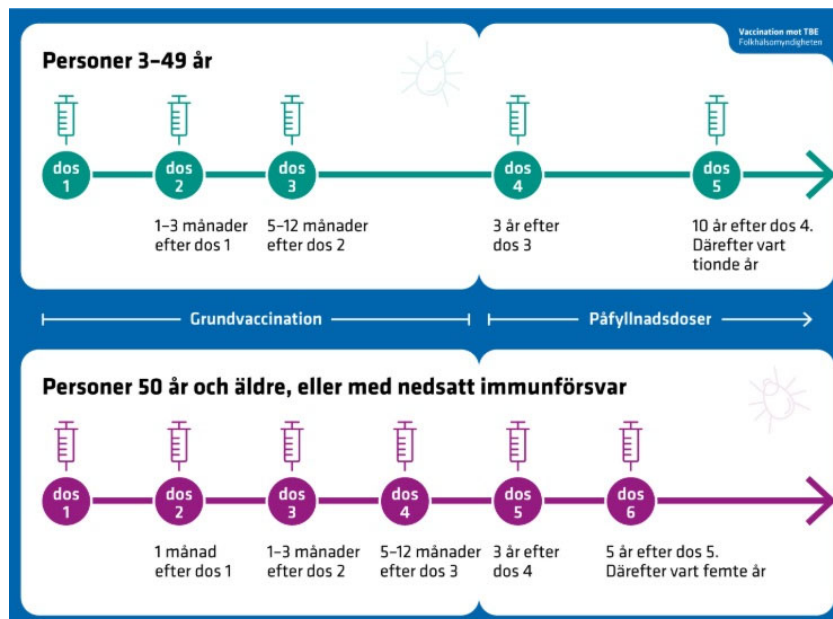 Vaccination mot TBE
Folkhälsomyndigheten
Personer 3–49 år
dos 1
dos 2
dos 3
dos 4
dos 5
1–3 månader
efter dos 1
5–12 månader
efter dos 2
3 år efter
dos 3
10 år efter dos 4.
Därefter vart
tionde år
Grundvaccination
Påfyllnadsdoser
Personer 50 år och äldre, eller med nedsatt immunförsvar
dos 1
dos 2
dos 3
dos 4
dos 5
dos 6
1 månad
efter dos 1
1–3 månader
efter dos 2
5–12 månader
efter dos 3
3 år efter
dos 4
5 år efter dos 5.
Därefter vart femte år